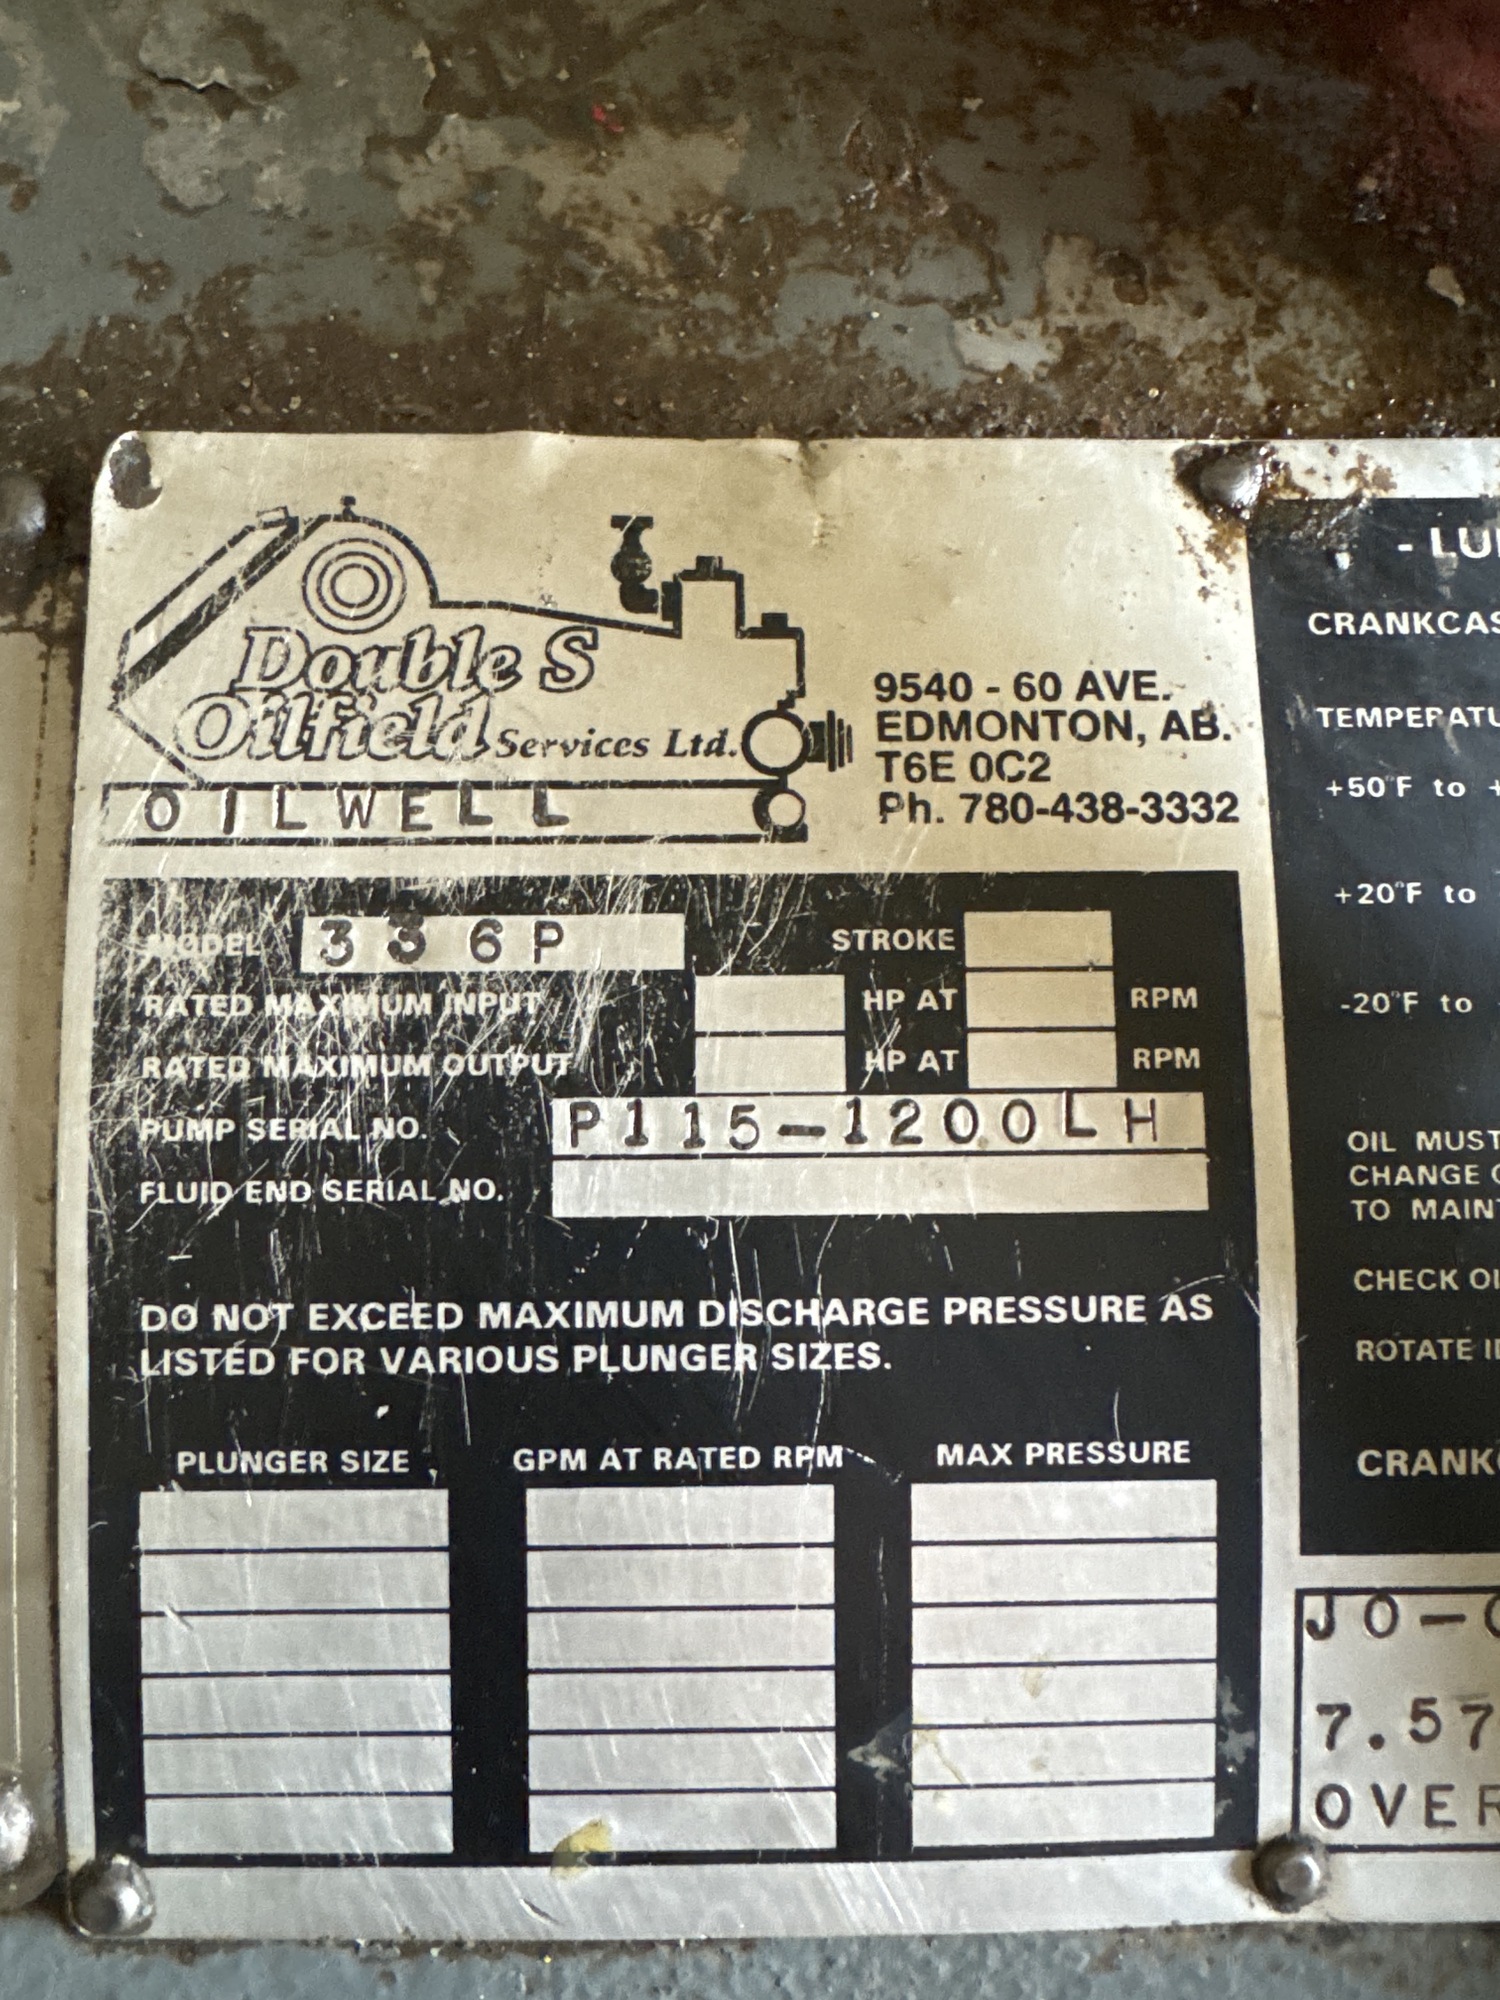 Double S
Oilfield Services Ltd.
OILWELL
9540 - 60 AVE.
EDMONTON, AB.
T6E 0C2
Ph. 780-438-3332
MODEL 336P STROKE
RATED MAXIMUM INPUT HP AT RPM
RATED MAXIMUM OUTPUT HP AT RPM
PUMP SERIAL NO. P115-1200LH
FLUID END SERIAL NO.
DO NOT EXCEED MAXIMUM DISCHARGE PRESSURE AS
LISTED FOR VARIOUS PLUNGER SIZES.
PLUNGER SIZE GPM AT RATED RPM MAX PRESSURE
- LU
CRANKCAS
TEMPERATU
+50°F to +
+20°F to
-20°F to
OIL MUST
CHANGE
TO MAIN
CHECK OI
ROTATE
CRANK
JO-
7.57
OVER